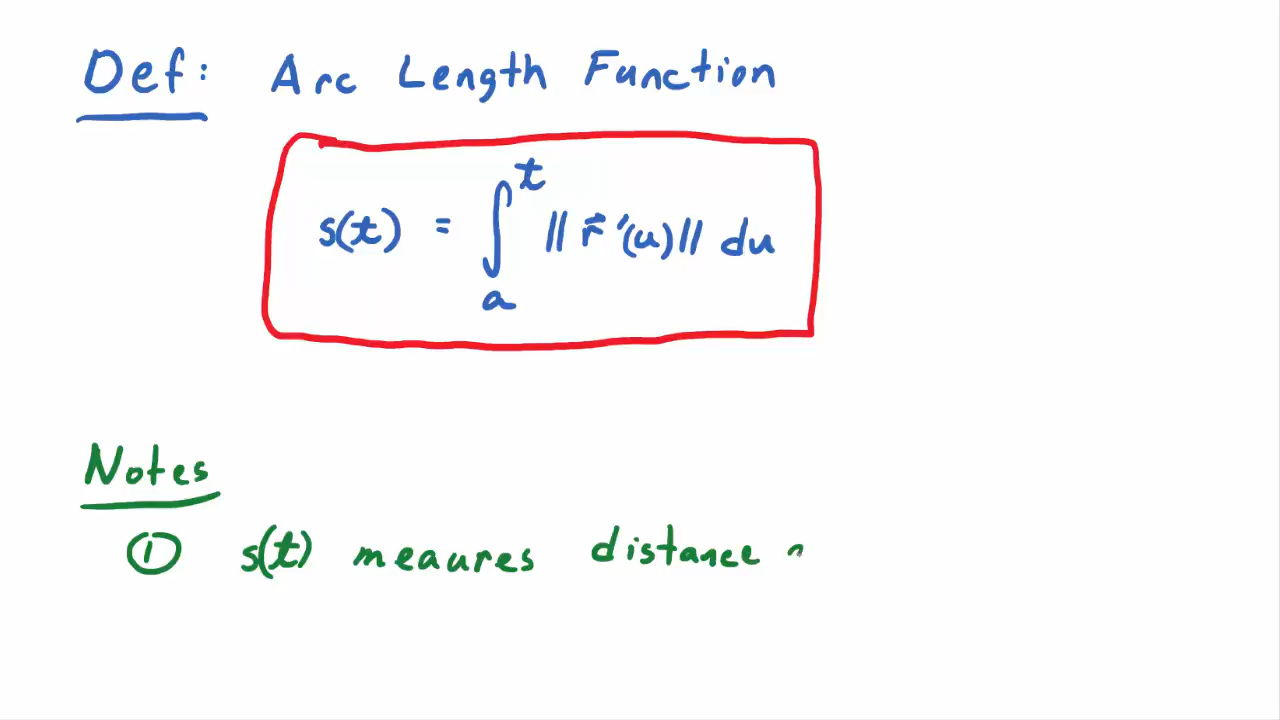 Def: Arc Length Function
s(t) = ∫_a^t ‖ r⃗ '(u) ‖ du
Notes
① s(t) meaures distance